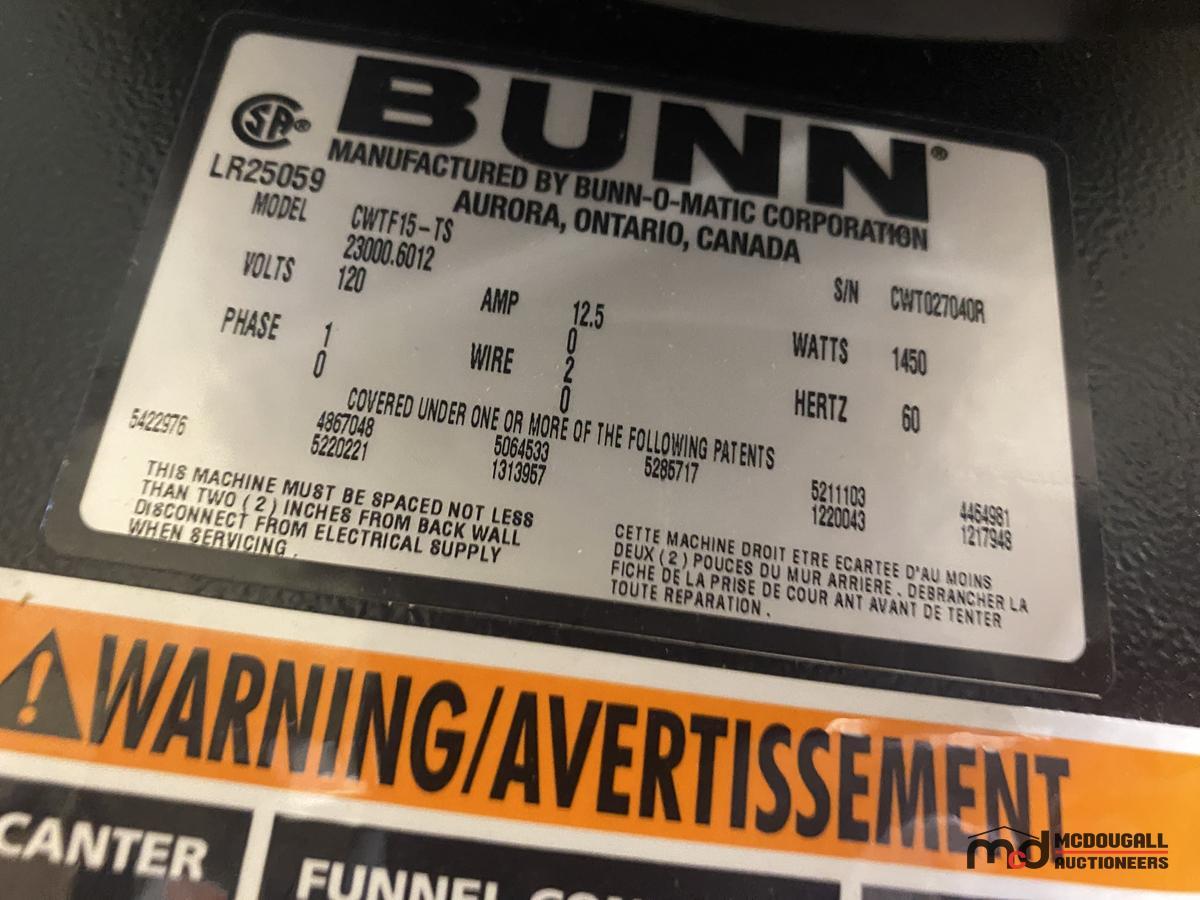 BUNN®
SA®
LR25059
MANUFACTURED BY BUNN-O-MATIC CORPORATION
AURORA, ONTARIO, CANADA
MODEL CWTF15-TS
23000.6012
S/N CWT027040R
VOLTS 120
AMP 12.5
0
WATTS 1450
PHASE 1
0
WIRE 2
0
HERTZ 60
COVERED UNDER ONE OR MORE OF THE FOLLOWING PATENTS
5422976 4867048 5064533 5285717 5211103 4464981
5220221 1313957 1220043 1217948
THIS MACHINE MUST BE SPACED NOT LESS
THAN TWO (2) INCHES FROM BACK WALL
DISCONNECT FROM ELECTRICAL SUPPLY
WHEN SERVICING .
CETTE MACHINE DROIT ETRE ECARTEE D'AU MOINS
DEUX (2) POUCES DU MUR ARRIERE . DEBRANCHER LA
FICHE DE LA PRISE DE COUR ANT AVANT DE TENTER
TOUTE REPARATION .
WARNING/AVERTISSEMENT
CANTER
FUNNEL
mcd MCDOUGALL
AUCTIONEERS